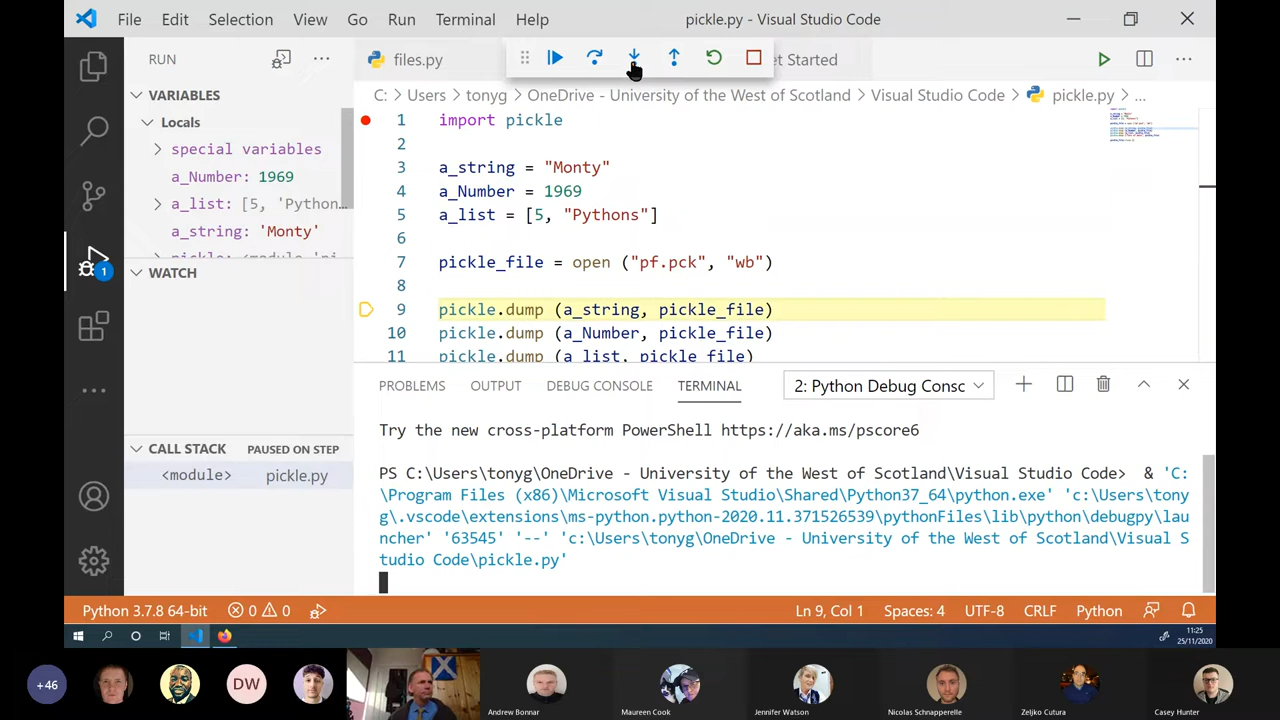 File Edit Selection View Go Run Terminal Help pickle.py - Visual Studio Code
RUN
files.py
et Started
VARIABLES
Locals
special variables
a_Number: 1969
a_list: [5, 'Python...
a_string: 'Monty'
pickle: <module 'pi
WATCH
CALL STACK PAUSED ON STEP
<module> pickle.py
1
C: > Users > tonyg > OneDrive - University of the West of Scotland > Visual Studio Code > pickle.py > ...
1 import pickle
2
3 a_string = "Monty"
4 a_Number = 1969
5 a_list = [5, "Pythons"]
6
7 pickle_file = open ("pf.pck", "wb")
8
9 pickle.dump (a_string, pickle_file)
10 pickle.dump (a_Number, pickle_file)
11 pickle.dump (a_list, pickle_file)
PROBLEMS OUTPUT DEBUG CONSOLE TERMINAL 2: Python Debug Consc
Try the new cross-platform PowerShell https://aka.ms/pscore6
PS C:\Users\tonyg\OneDrive - University of the West of Scotland\Visual Studio Code> & 'C:
\Program Files (x86)\Microsoft Visual Studio\Shared\Python37_64\python.exe' 'c:\Users\tony
g\.vscode\extensions\ms-python.python-2020.11.371526539\pythonFiles\lib\python\debugpy\lau
ncher' '63545' '--' 'c:\Users\tonyg\OneDrive - University of the West of Scotland\Visual S
tudio Code\pickle.py'
Python 3.7.8 64-bit 0 0 Ln 9, Col 1 Spaces: 4 UTF-8 CRLF Python
11:25
25/11/2020
+46 DW
Andrew Bonnar Maureen Cook Jennifer Watson Nicolas Schnapperelle Zeljko Cutura Casey Hunter